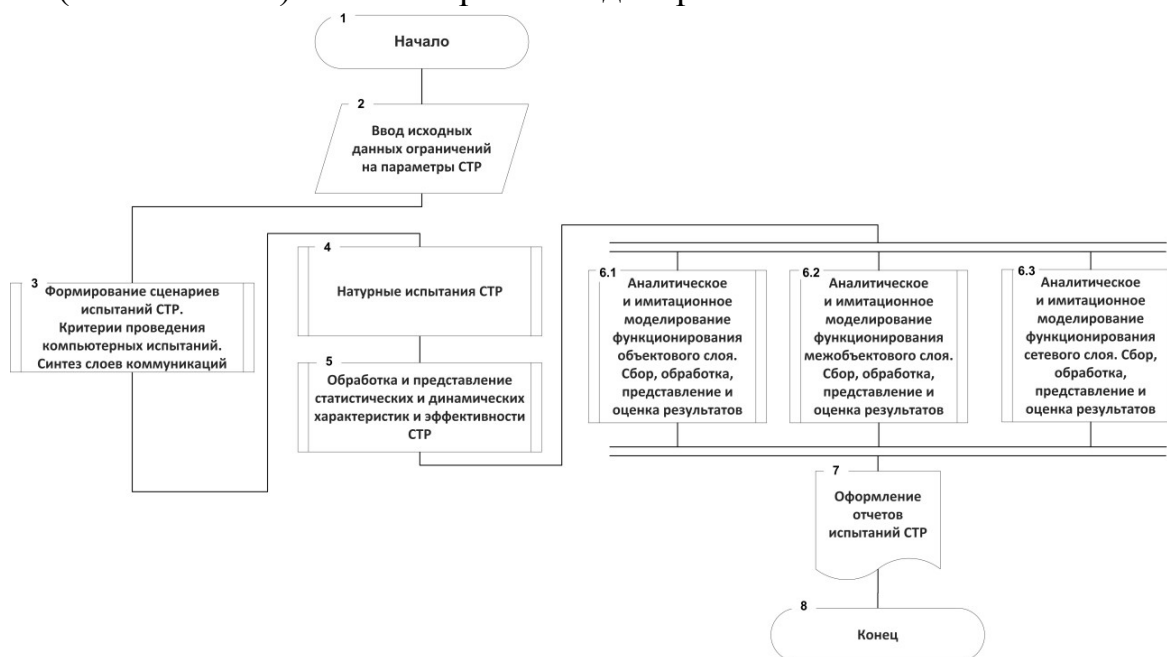 1
Начало
2
Ввод исходных
данных ограничений
на параметры СТР
3
Формирование сценариев
испытаний СТР.
Критерии проведения
компьютерных испытаний.
Синтез слоев коммуникаций
4
Натурные испытания СТР
5
Обработка и представление
статистических и динамических
характеристик и эффективности
СТР
6.1
Аналитическое
и имитационное
моделирование
функционирования
объектового слоя.
Сбор, обработка,
представление и
оценка результатов
6.2
Аналитическое
и имитационное
моделирование
функционирования
межобъектового слоя.
Сбор, обработка,
представление и
оценка результатов
6.3
Аналитическое
и имитационное
моделирование
функционирования
сетевого слоя. Сбор,
обработка,
представление и
оценка результатов
7
Оформление
отчетов
испытаний СТР
8
Конец